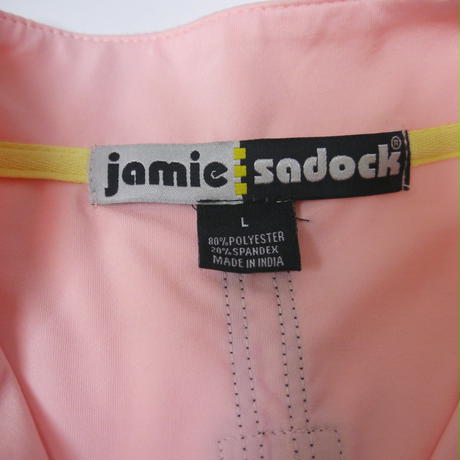 jamie sadock®
L
80%POLYESTER
20%SPANDEX
MADE IN INDIA